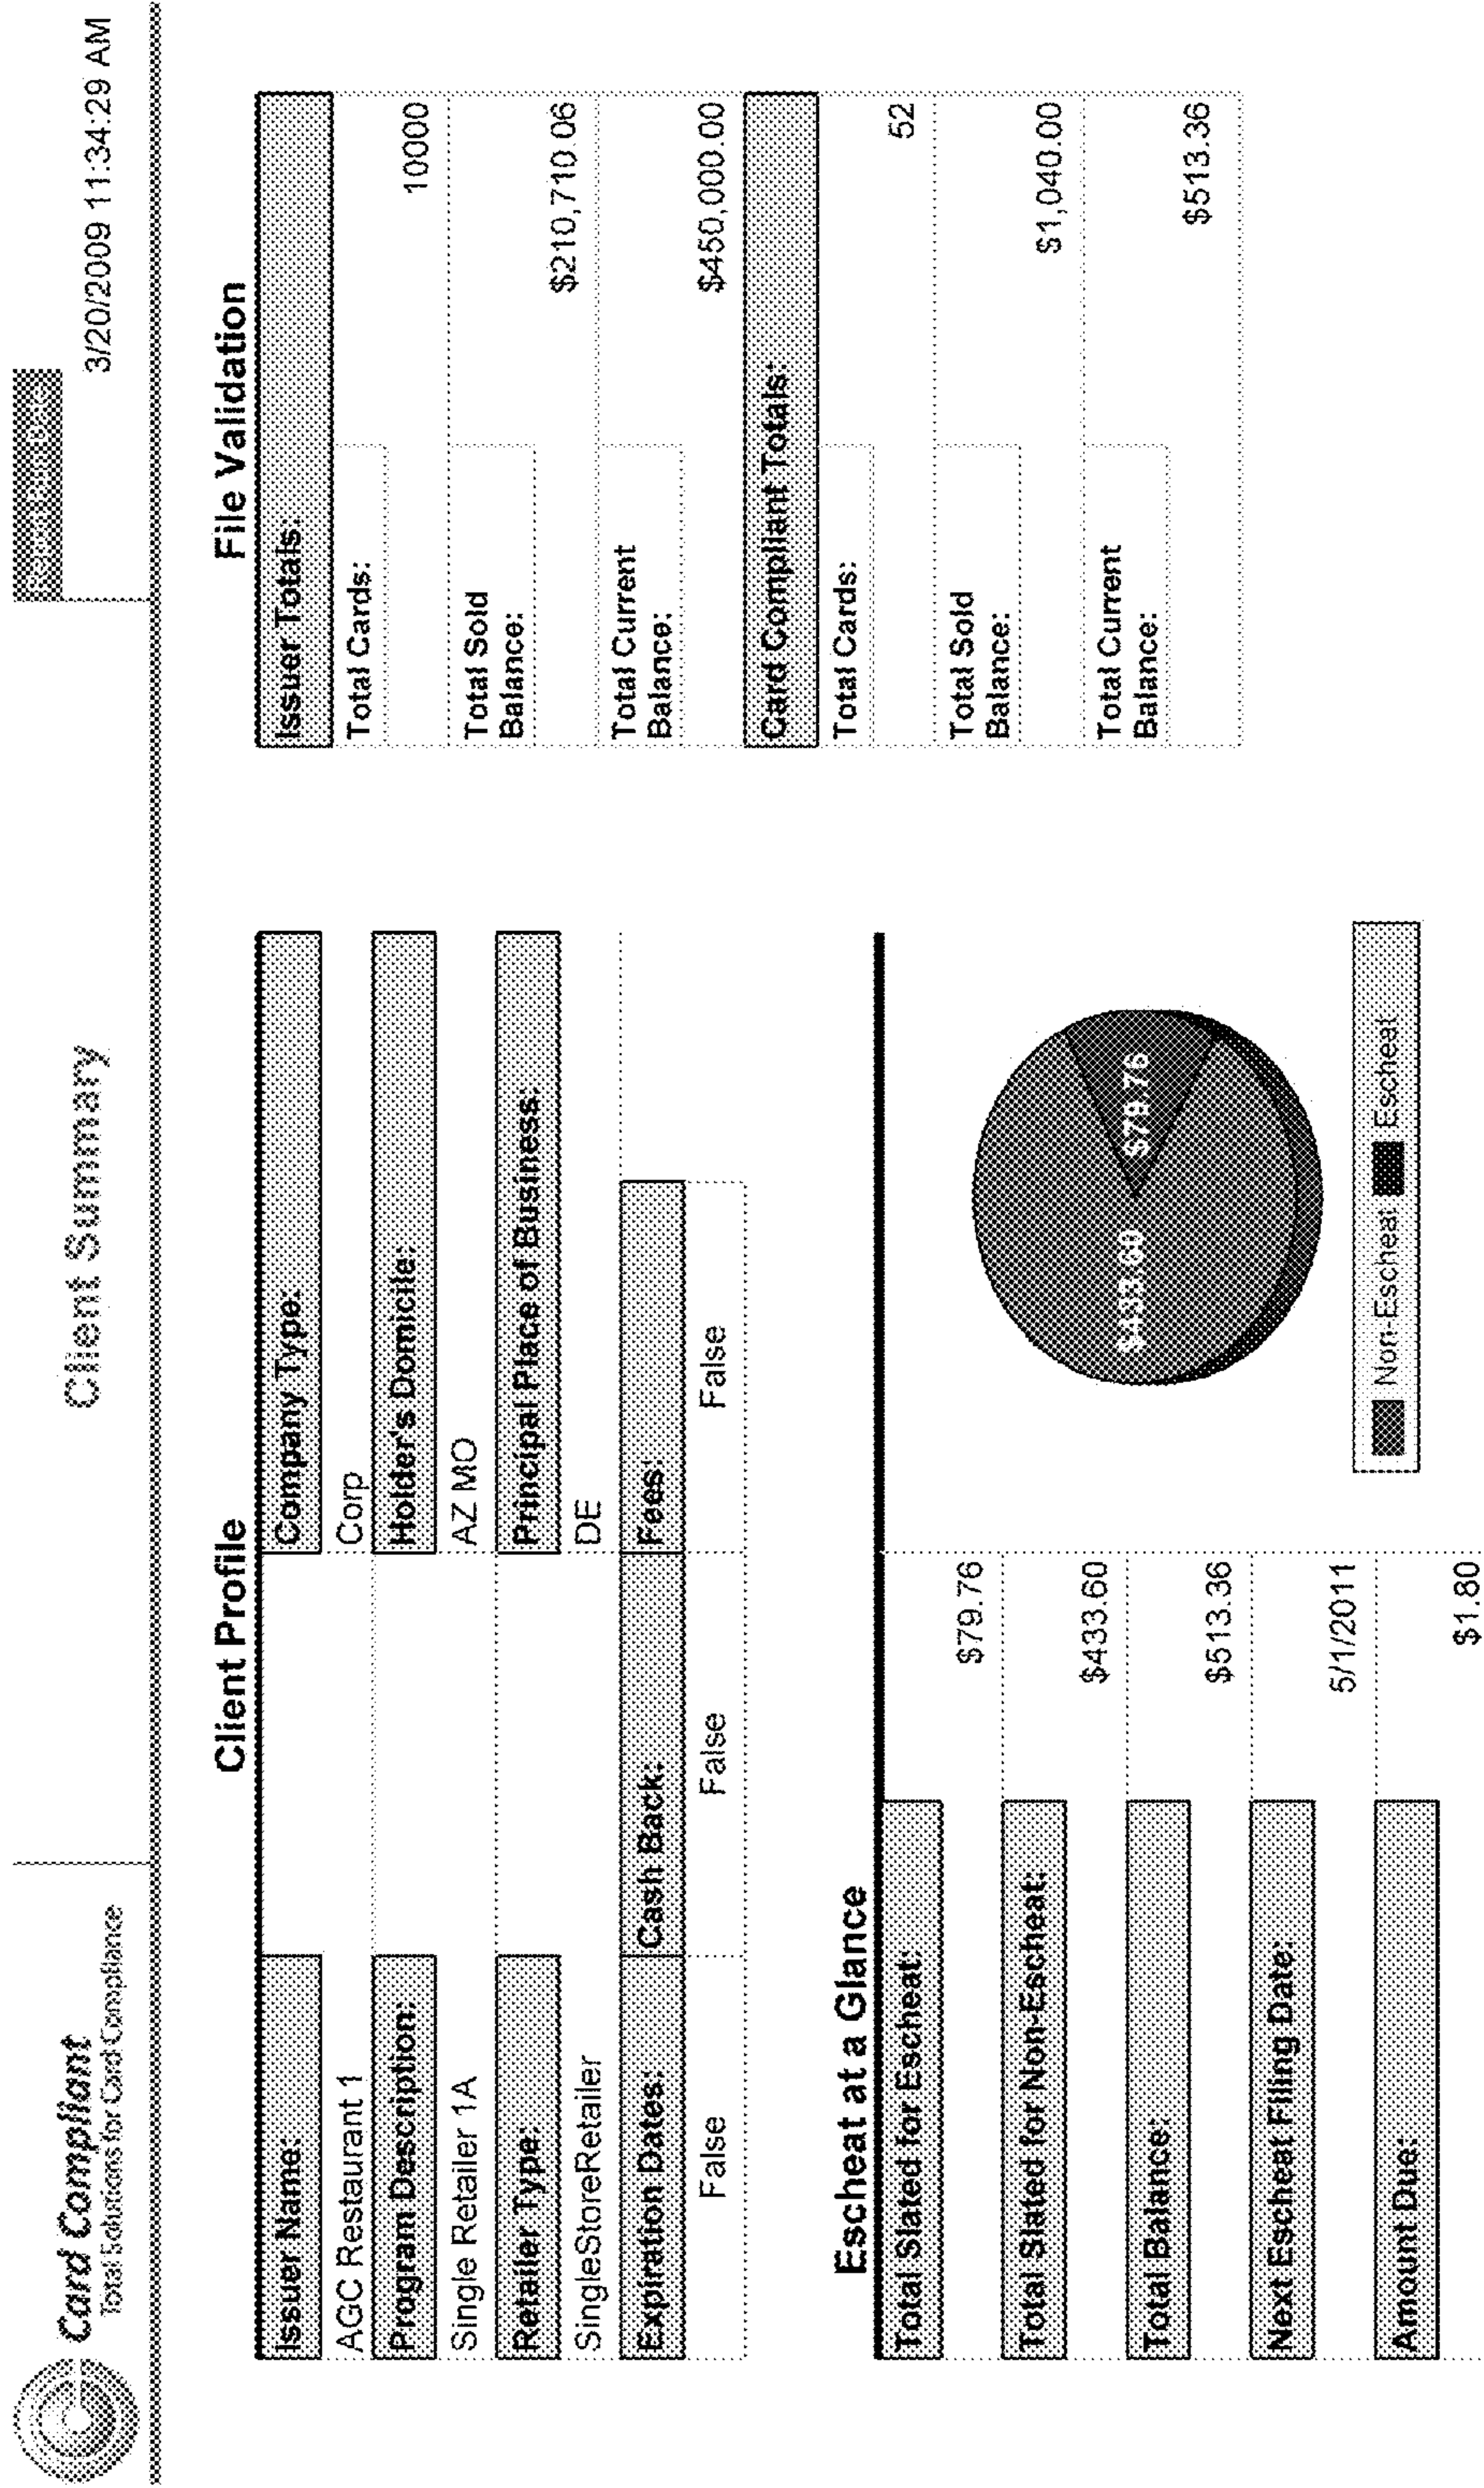 Card Compliant
Total Solutions for Card Compliance
Client Summary
3/20/2009 11:34:29 AM
Client Profile
Issuer Name:
Company Type:
AGC Restaurant 1
Corp
Program Description:
Holder's Domicile:
Single Retailer 1A
AZ MO
Retailer Type:
Principal Place of Business:
SingleStoreRetailer
DE
Expiration Dates: Cash Back: Fees:
False False False
File Validation
Issuer Totals:
Total Cards:
10000
Total Sold
Balance:
$210,710.06
Total Current
Balance:
$450,000.00
Card Compliant Totals:
Total Cards:
52
Total Sold
Balance:
$1,040.00
Total Current
Balance:
$513.36
Escheat at a Glance
Total Slated for Escheat:
$79.76
Total Slated for Non-Escheat:
$433.60
Total Balance:
$513.36
Next Escheat Filing Date:
5/1/2011
Amount Due:
$1.80
$433.60 $79.76
Non-Escheat Escheat